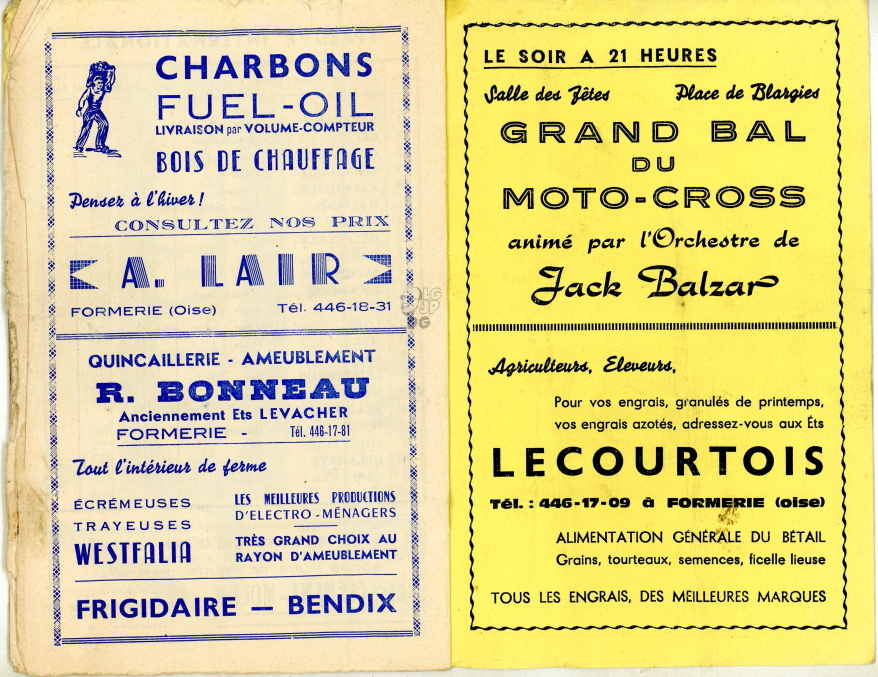 CHARBONS
FUEL-OIL
LIVRAISON par VOLUME-COMPTEUR
BOIS DE CHAUFFAGE
Pensez à l'hiver !
CONSULTEZ NOS PRIX
A. LAIR
FORMERIE (Oise) Tél. 446-18-31
QUINCAILLERIE - AMEUBLEMENT
R. BONNEAU
Anciennement Ets LEVACHER
FORMERIE - Tél. 446-17-81
Tout l'intérieur de ferme
ÉCRÉMEUSES
TRAYEUSES
WESTFALIA
LES MEILLEURES PRODUCTIONS
D'ELECTRO-MÉNAGERS
TRÈS GRAND CHOIX AU
RAYON D'AMEUBLEMENT
FRIGIDAIRE — BENDIX
LE SOIR A 21 HEURES
Salle des Fêtes Place de Blargies
GRAND BAL
DU
MOTO-CROSS
animé par l'Orchestre de
Jack Balzar
Agriculteurs, Eleveurs,
Pour vos engrais, granulés de printemps,
vos engrais azotés, adressez-vous aux Éts
LECOURTOIS
Tél. : 446-17-09 à FORMERIE (oise)
ALIMENTATION GÉNÉRALE DU BÉTAIL
Grains, tourteaux, semences, ficelle lieuse
TOUS LES ENGRAIS, DES MEILLEURES MARQUES